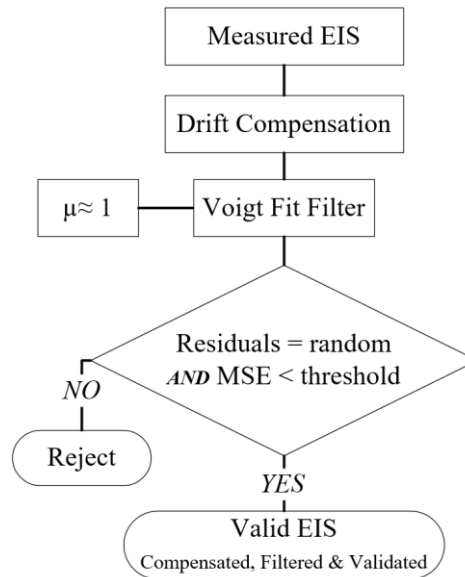 Measured EIS
Drift Compensation
μ≈ 1
Voigt Fit Filter
Residuals = random
AND MSE < threshold
NO
Reject
YES
Valid EIS
Compensated, Filtered & Validated